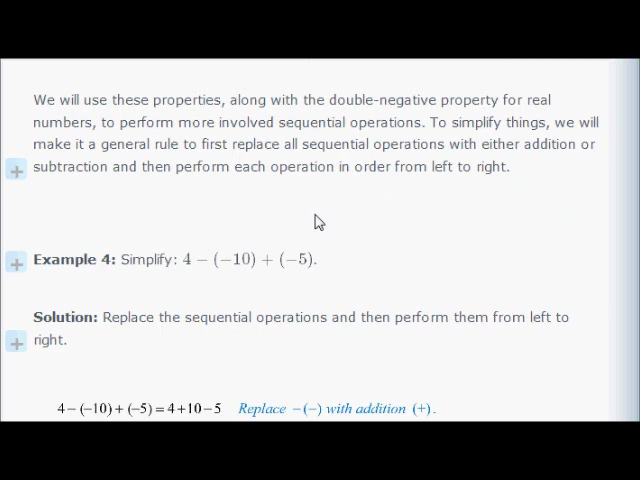 We will use these properties, along with the double-negative property for real
numbers, to perform more involved sequential operations. To simplify things, we will
make it a general rule to first replace all sequential operations with either addition or
subtraction and then perform each operation in order from left to right.
Example 4: Simplify: 4 − (−10) + (−5).
Solution: Replace the sequential operations and then perform them from left to
right.
4 − (−10) + (−5) = 4 + 10 − 5 Replace −(−) with addition (+).